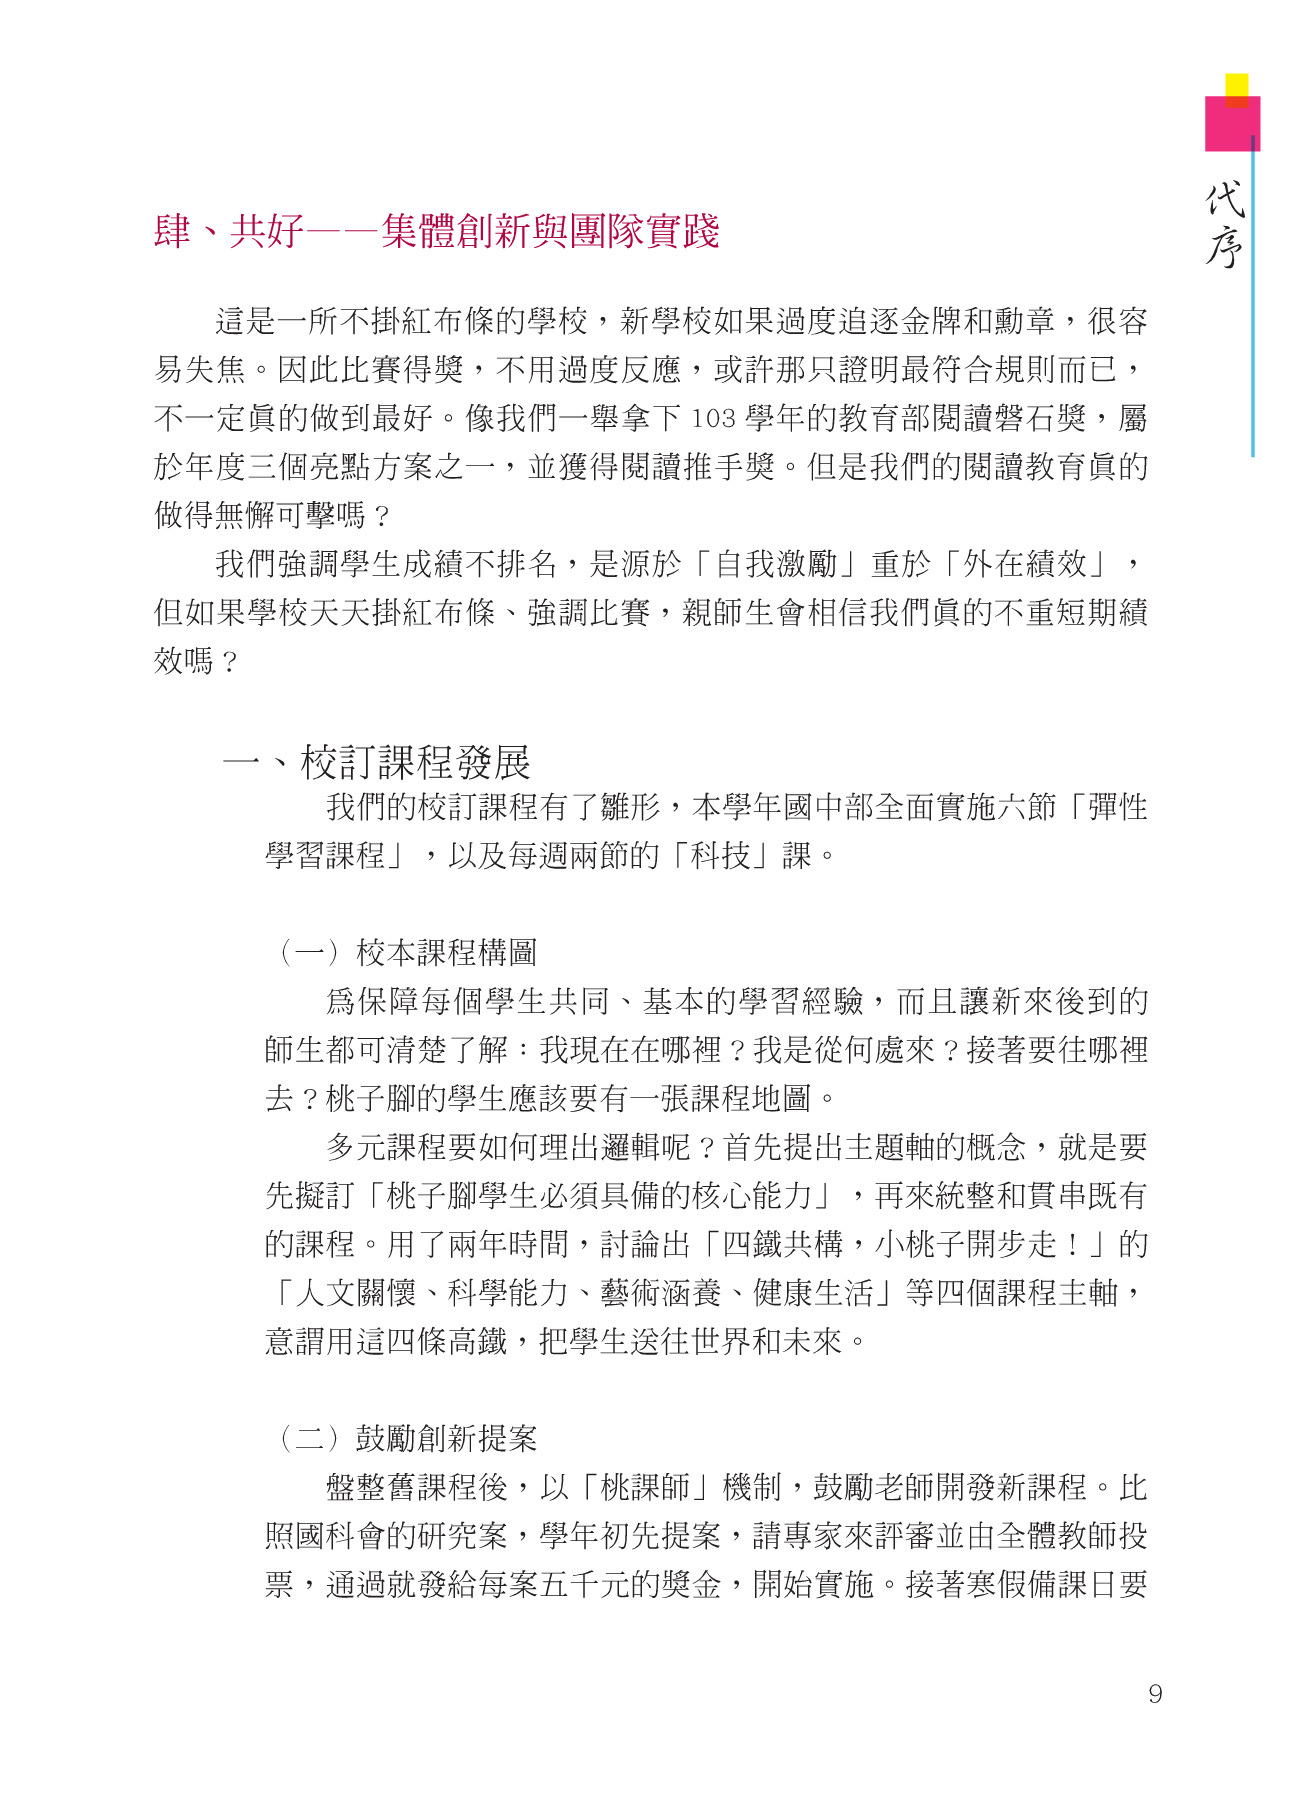 代序
肆、共好——集體創新與團隊實踐
這是一所不掛紅布條的學校，新學校如果過度追逐金牌和勳章，很容
易失焦。因此比賽得獎，不用過度反應，或許那只證明最符合規則而已，
不一定真的做到最好。像我們一舉拿下 103 學年的教育部閱讀磐石獎，屬
於年度三個亮點方案之一，並獲得閱讀推手獎。但是我們的閱讀教育真的
做得無懈可擊嗎？
我們強調學生成績不排名，是源於「自我激勵」重於「外在績效」，
但如果學校天天掛紅布條、強調比賽，親師生會相信我們真的不重短期績
效嗎？
一、校訂課程發展
我們的校訂課程有了雛形，本學年國中部全面實施六節「彈性
學習課程」，以及每週兩節的「科技」課。
（一）校本課程構圖
為保障每個學生共同、基本的學習經驗，而且讓新來後到的
師生都可清楚了解：我現在在哪裡？我是從何處來？接著要往哪裡
去？桃子腳的學生應該要有一張課程地圖。
多元課程要如何理出邏輯呢？首先提出主題軸的概念，就是要
先擬訂「桃子腳學生必須具備的核心能力」，再來統整和貫串既有
的課程。用了兩年時間，討論出「四鐵共構，小桃子開步走！」的
「人文關懷、科學能力、藝術涵養、健康生活」等四個課程主軸，
意謂用這四條高鐵，把學生送往世界和未來。
（二）鼓勵創新提案
盤整舊課程後，以「桃課師」機制，鼓勵老師開發新課程。比
照國科會的研究案，學年初先提案，請專家來評審並由全體教師投
票，通過就發給每案五千元的獎金，開始實施。接著寒假備課日要
9